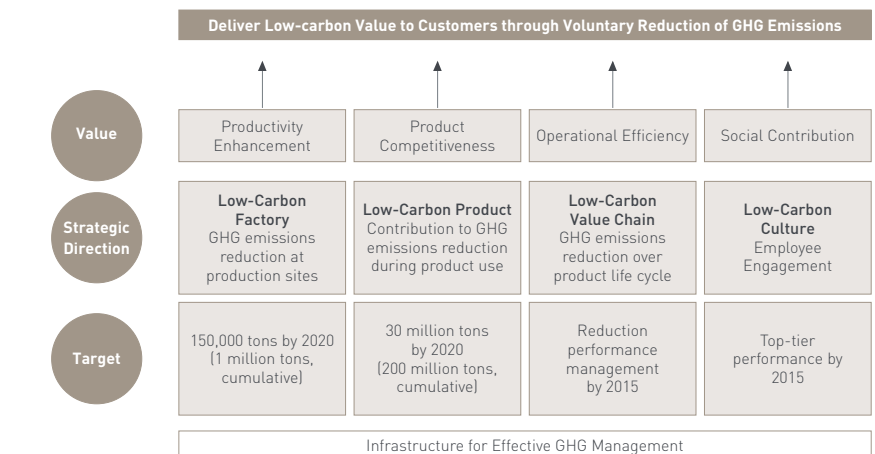 Deliver Low-carbon Value to Customers through Voluntary Reduction of GHG Emissions
Value
Productivity
Enhancement
Product
Competitiveness
Operational Efficiency
Social Contribution
Strategic
Direction
Low-Carbon
Factory
GHG emissions
reduction at
production sites
Low-Carbon Product
Contribution to GHG
emissions reduction
during product use
Low-Carbon
Value Chain
GHG emissions
reduction over
product life cycle
Low-Carbon
Culture
Employee
Engagement
Target
150,000 tons by 2020
(1 million tons,
cumulative)
30 million tons
by 2020
(200 million tons,
cumulative)
Reduction
performance
management
by 2015
Top-tier
performance by
2015
Infrastructure for Effective GHG Management